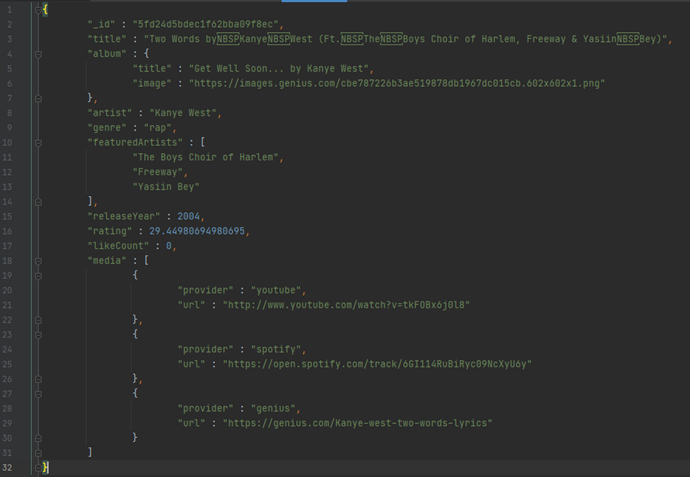 1 {
2 "_id" : "5fd24d5bdec1f62bba09f8ec",
3 "title" : "Two Words byNBSPKanyeNBSPWest (Ft.NBSPTheNBSPBoys Choir of Harlem, Freeway & YasiinNBSPBey)",
4 "album" : {
5 "title" : "Get Well Soon... by Kanye West",
6 "image" : "https://images.genius.com/cbe787226b3ae519878db1967dc015cb.602x602x1.png"
7 },
8 "artist" : "Kanye West",
9 "genre" : "rap",
10 "featuredArtists" : [
11 "The Boys Choir of Harlem",
12 "Freeway",
13 "Yasiin Bey"
14 ],
15 "releaseYear" : 2004,
16 "rating" : 29.44980694980695,
17 "likeCount" : 0,
18 "media" : [
19 {
20 "provider" : "youtube",
21 "url" : "http://www.youtube.com/watch?v=tkFOBx6j0l8"
22 },
23 {
24 "provider" : "spotify",
25 "url" : "https://open.spotify.com/track/6GI114RuBiRyc09NcXyU6y"
26 },
27 {
28 "provider" : "genius",
29 "url" : "https://genius.com/Kanye-west-two-words-lyrics"
30 }
31 ]
32 }